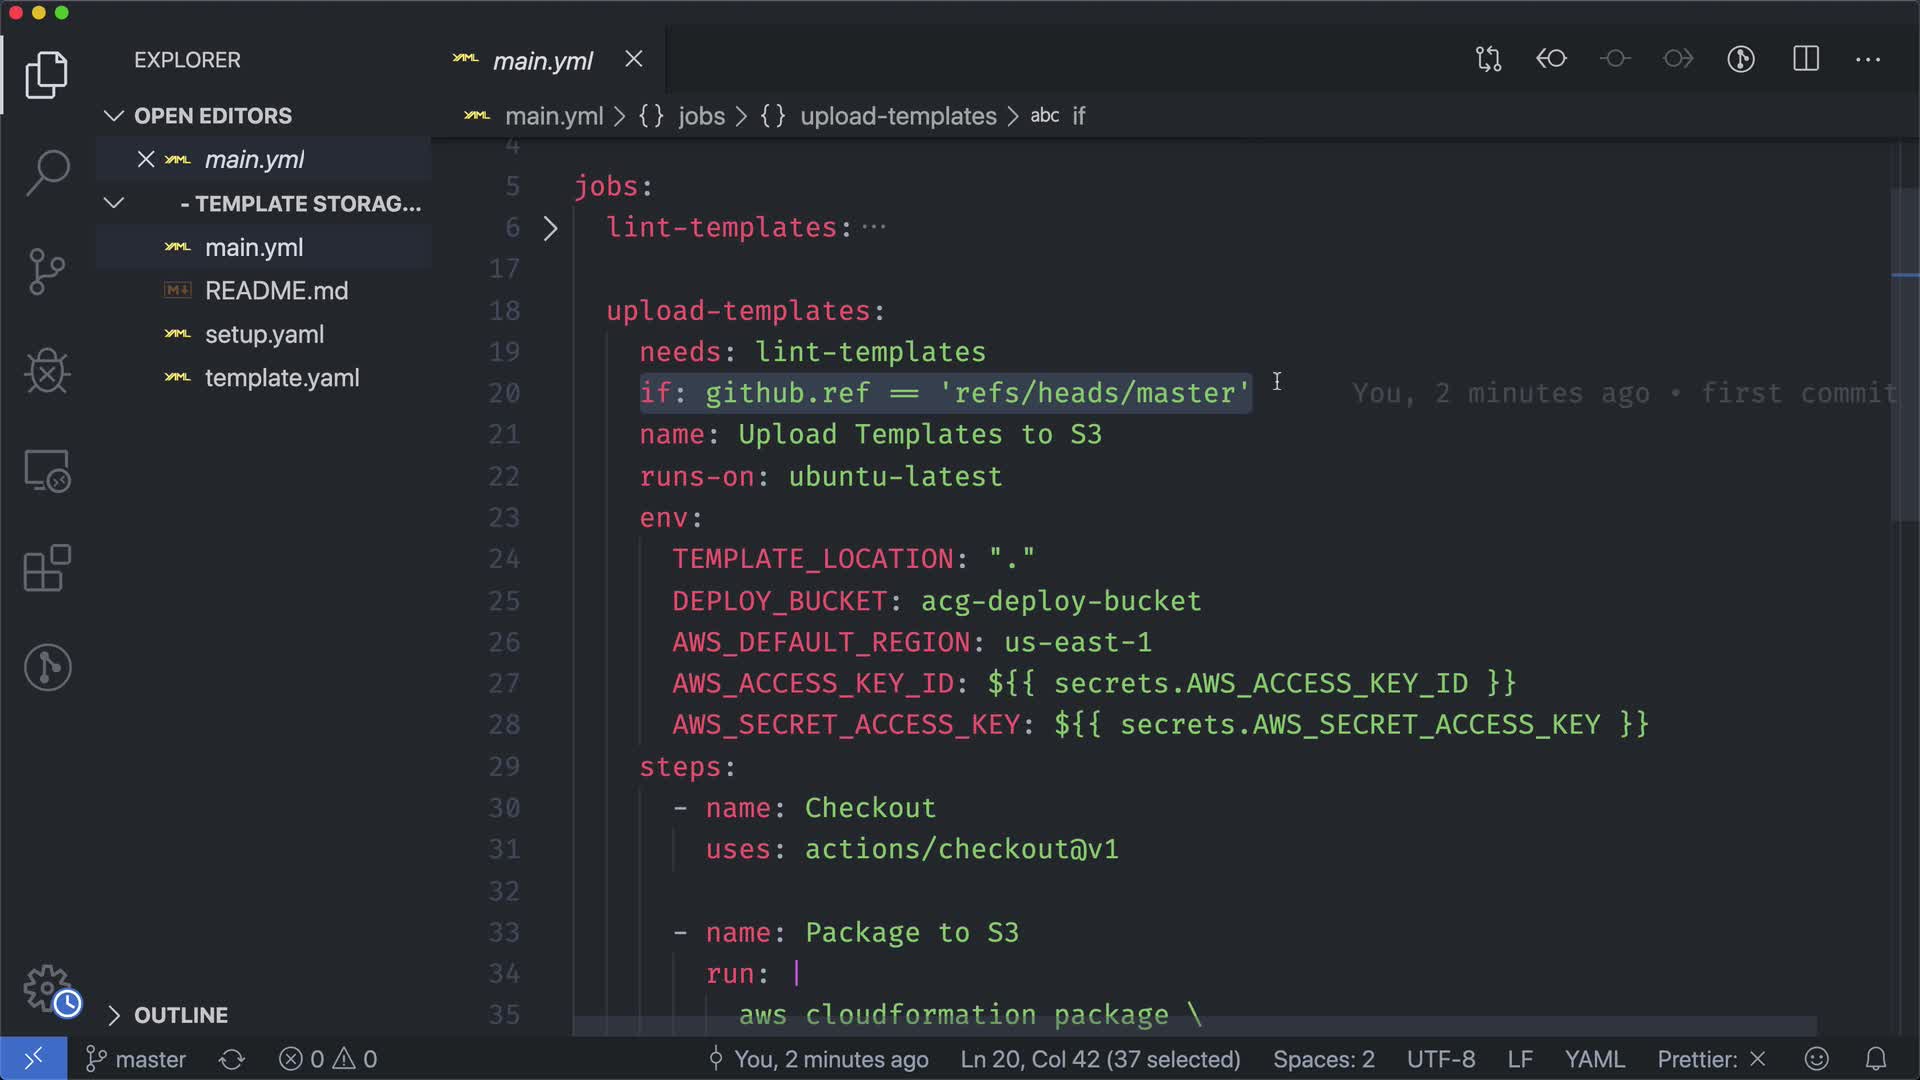 EXPLORER
OPEN EDITORS
main.yml
- TEMPLATE STORAG...
main.yml
README.md
setup.yaml
template.yaml
OUTLINE
main.yml
main.yml > {} jobs > {} upload-templates > abc if
4
5 jobs:
6 lint-templates: ···
17
18 upload-templates:
19 needs: lint-templates
20 if: github.ref == 'refs/heads/master' You, 2 minutes ago • first commit
21 name: Upload Templates to S3
22 runs-on: ubuntu-latest
23 env:
24 TEMPLATE_LOCATION: "."
25 DEPLOY_BUCKET: acg-deploy-bucket
26 AWS_DEFAULT_REGION: us-east-1
27 AWS_ACCESS_KEY_ID: ${{ secrets.AWS_ACCESS_KEY_ID }}
28 AWS_SECRET_ACCESS_KEY: ${{ secrets.AWS_SECRET_ACCESS_KEY }}
29 steps:
30 - name: Checkout
31 uses: actions/checkout@v1
32
33 - name: Package to S3
34 run: |
35 aws cloudformation package \
master 0 0 You, 2 minutes ago Ln 20, Col 42 (37 selected) Spaces: 2 UTF-8 LF YAML Prettier: ×